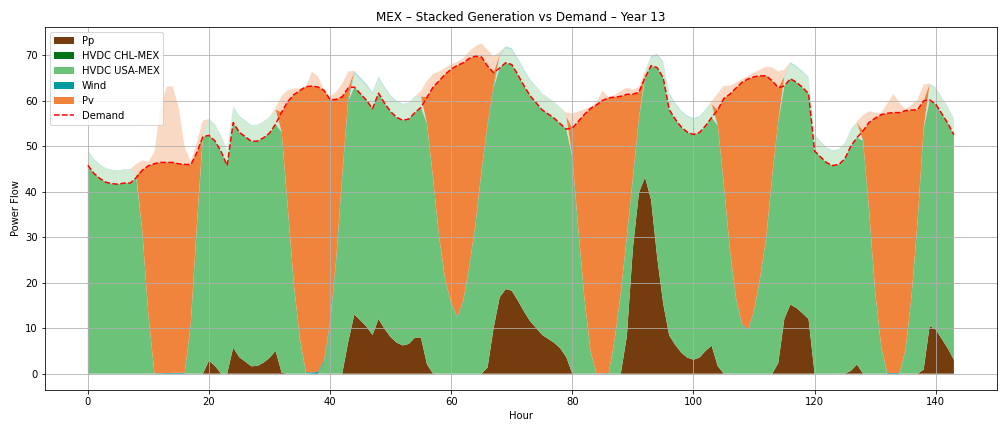 MEX – Stacked Generation vs Demand – Year 13
Pp
HVDC CHL-MEX
HVDC USA-MEX
Wind
Pv
Demand
Power Flow
70
60
50
40
30
20
10
0
0 20 40 60 80 100 120 140
Hour